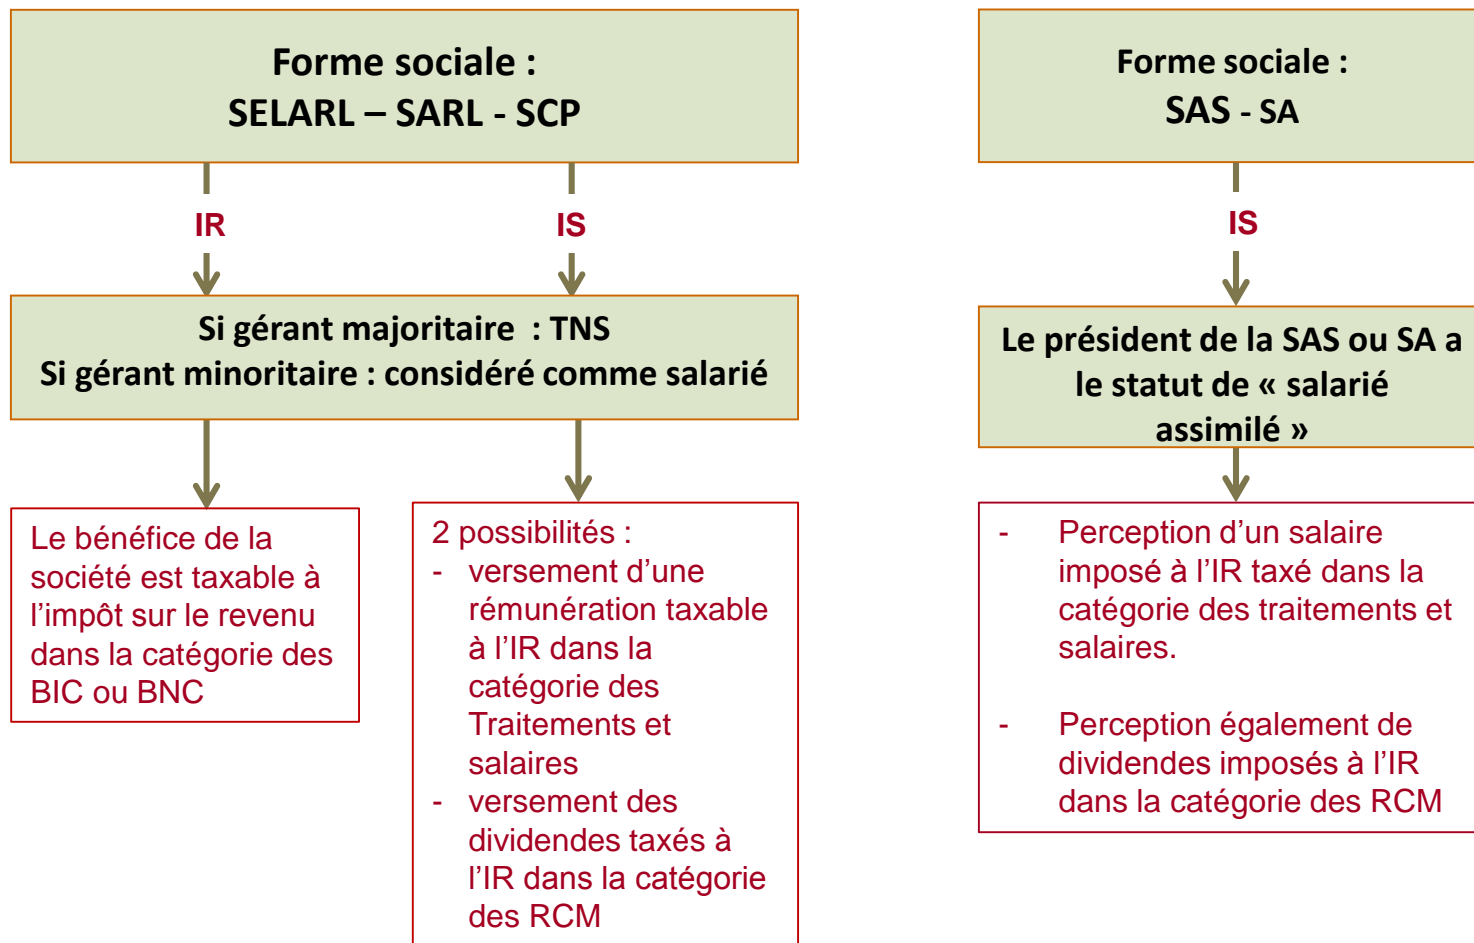 Forme sociale :
SELARL – SARL - SCP
IR
IS
Si gérant majoritaire : TNS
Si gérant minoritaire : considéré comme salarié
Le bénéfice de la
société est taxable à
l’impôt sur le revenu
dans la catégorie des
BIC ou BNC
2 possibilités :
- versement d’une
rémunération taxable
à l’IR dans la
catégorie des
Traitements et
salaires
- versement des
dividendes taxés à
l’IR dans la catégorie
des RCM
Forme sociale :
SAS - SA
IS
Le président de la SAS ou SA a
le statut de « salarié
assimilé »
- Perception d’un salaire
imposé à l’IR taxé dans la
catégorie des traitements et
salaires.
- Perception également de
dividendes imposés à l’IR
dans la catégorie des RCM